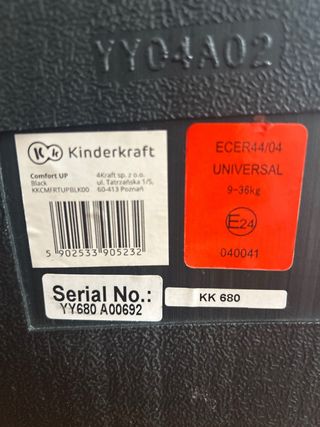 YY04A02
Kinderkraft
Comfort UP
Black
KKCMFRTUPBLK00
4Kraft sp. z o.o.
ul. Tatrzańska 1/5,
60-413 Poznań
5 902533 905232
ECER44/04
UNIVERSAL
9-36kg
E24
040041
Serial No.:
YY680 A00692
KK 680